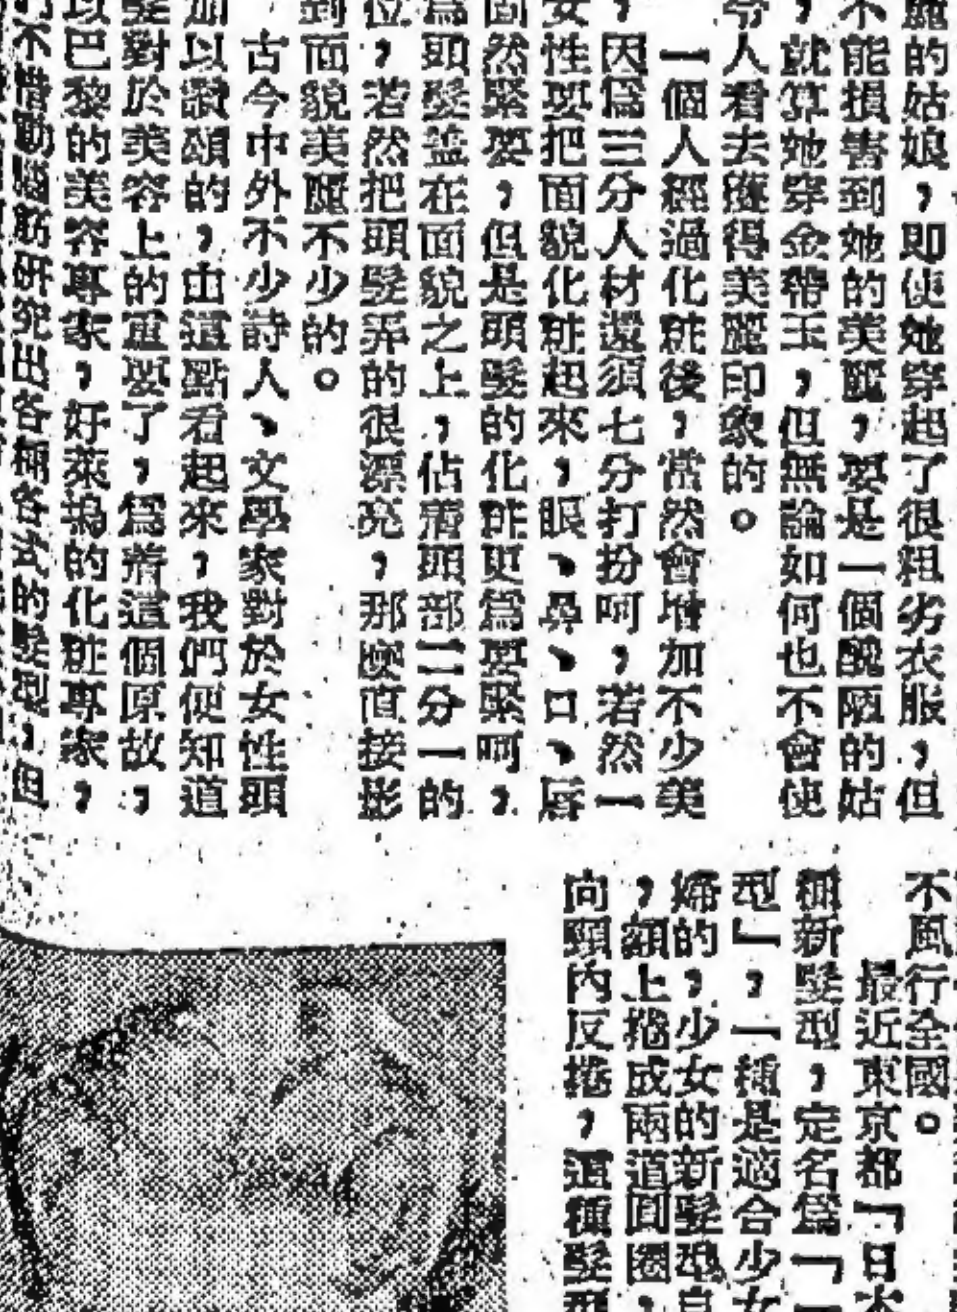 麗的姑娘,即使她穿起了很粗劣衣服,但
不能損害到她的美麗,要是一個醜陋的姑
,就算她穿金帶玉,但無論如何也不會使
令人看去獲得美麗印象的。
一個人經過化粧後,當然會增加不少美
,因爲三分人材還須七分打扮呵,若然一
女性要把面貌化粧起來,眼、鼻、口、唇
固然緊要,但是頭髮的化粧更爲要緊呵,
爲頭髮蓋在面貌之上,佔着頭部二分一的
位,若然把頭髮弄的很漂亮,那麼直接影
到面貌美麗不少的。
古今中外不少詩人、文學家對於女性頭
加以讚頌的,由這點看起來,我們便知道
髮對於美容上的重要了,爲着這個原故,
以巴黎的美容專家,好萊塢的化粧專家,
不惜動腦筋研究出各種各式的髮型,但
不風行全國。
最近東京都「日
種新髮型,定名爲「一
型」,一種是適合少女
婦的,少女的新髮型是
,額上捲成兩道圓圈,
向頸內反捲,這種髮型